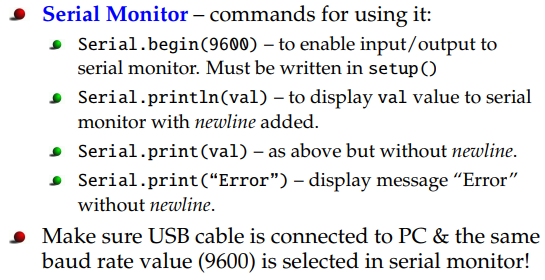 Serial Monitor – commands for using it:
Serial.begin(9600) – to enable input/output to
serial monitor. Must be written in setup()
Serial.println(val) – to display val value to serial
monitor with newline added.
Serial.print(val) – as above but without newline.
Serial.print(“Error”) – display message “Error”
without newline.
Make sure USB cable is connected to PC & the same
baud rate value (9600) is selected in serial monitor!